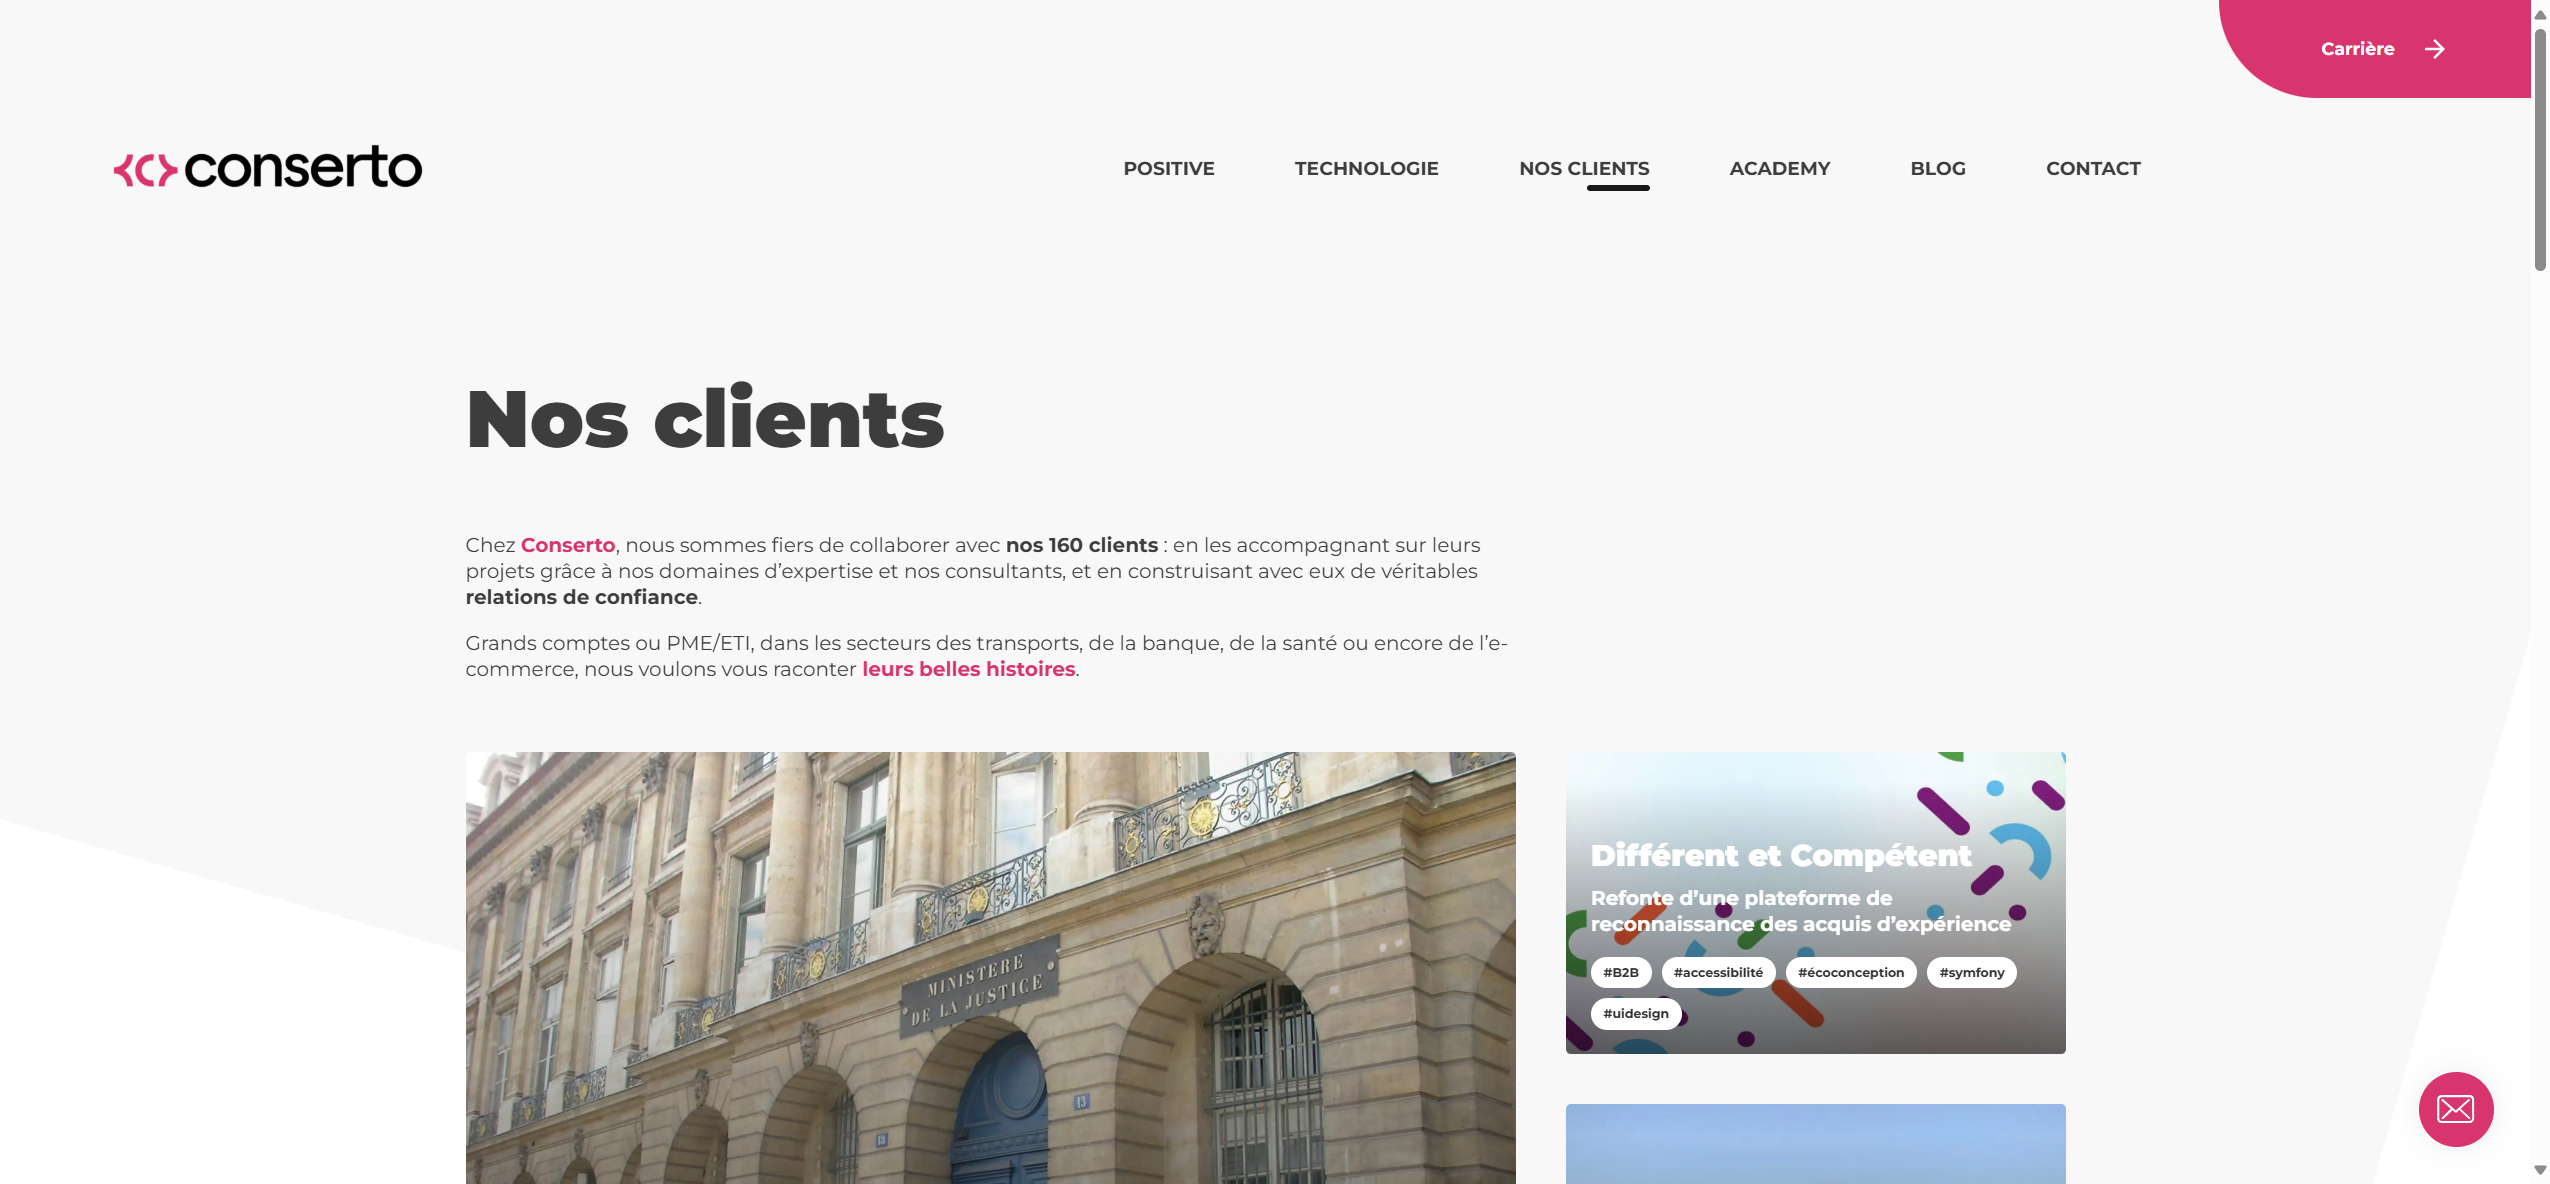 Carrière
conserto
POSITIVE
TECHNOLOGIE
NOS CLIENTS
ACADEMY
BLOG
CONTACT
Nos clients
Chez Conserto, nous sommes fiers de collaborer avec nos 160 clients : en les accompagnant sur leurs
projets grâce à nos domaines d’expertise et nos consultants, et en construisant avec eux de véritables
relations de confiance.
Grands comptes ou PME/ETI, dans les secteurs des transports, de la banque, de la santé ou encore de l’e-
commerce, nous voulons vous raconter leurs belles histoires.
MINISTERE
DE LA JUSTICE
13
13
Différent et Compétent
Refonte d’une plateforme de
reconnaissance des acquis d’expérience
#B2B #accessibilité #écoconception #symfony
#uidesign